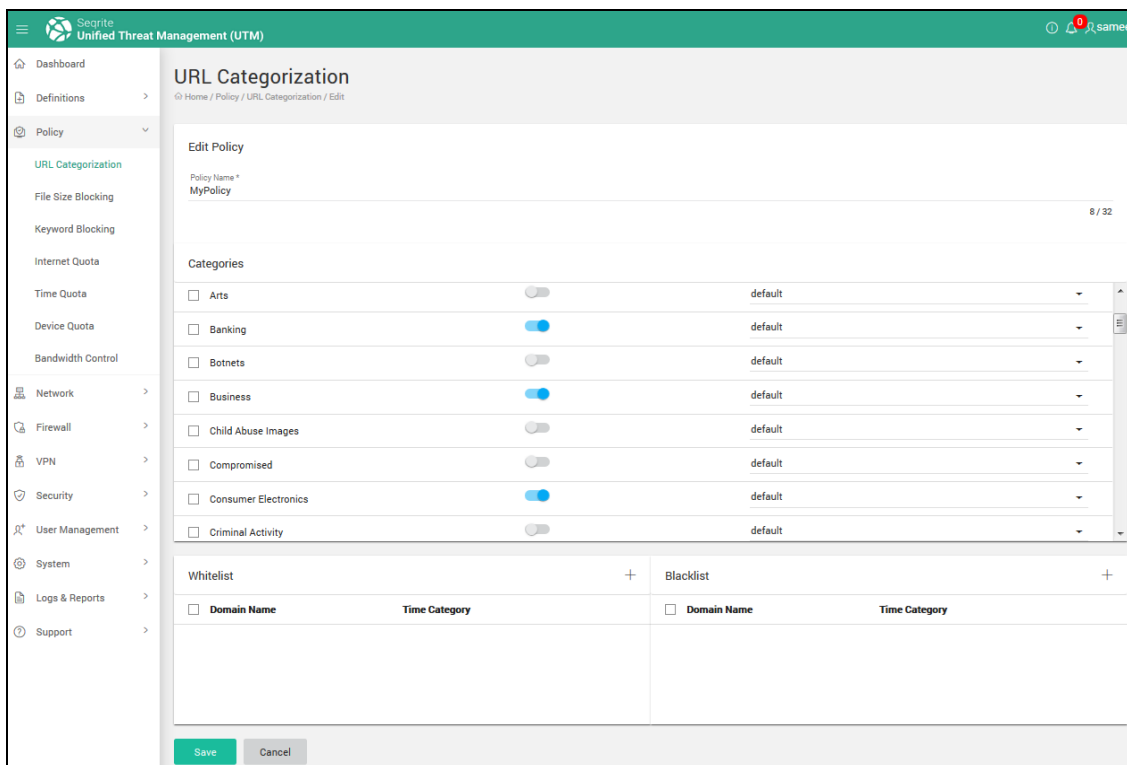 Seqrite
Unified Threat Management (UTM)
0
Dashboard
Definitions
Policy
URL Categorization
File Size Blocking
Keyword Blocking
Internet Quota
Time Quota
Device Quota
Bandwidth Control
Network
Firewall
VPN
Security
User Management
System
Logs & Reports
Support
URL Categorization
Home / Policy / URL Categorization / Edit
Edit Policy
Policy Name *
MyPolicy
8 / 32
Categories
Arts default
Banking default
Botnets default
Business default
Child Abuse Images default
Compromised default
Consumer Electronics default
Criminal Activity default
Whitelist +
Domain Name Time Category
Blacklist +
Domain Name Time Category
Save Cancel